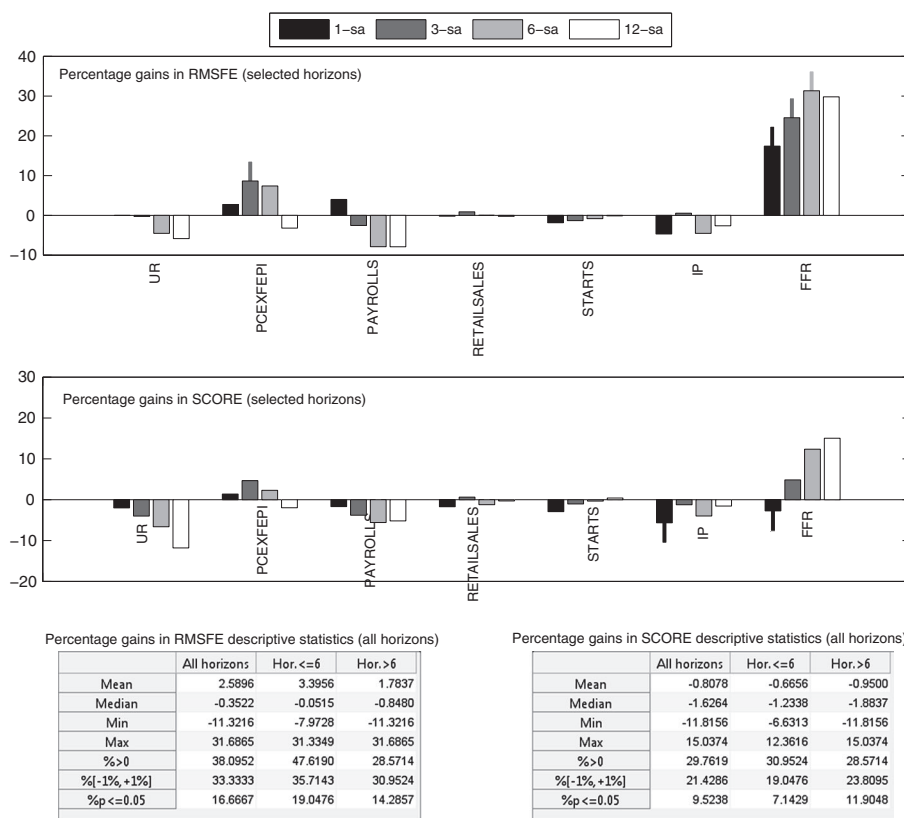 1-sa 3-sa 6-sa 12-sa
Percentage gains in RMSFE (selected horizons)
40
30
20
10
0
−10
UR PCEXFEPI PAYROLLS RETAILSALES STARTS IP FFR
Percentage gains in SCORE (selected horizons)
30
20
10
0
−10
−20
UR PCEXFEPI PAYROLLS RETAILSALES STARTS IP FFR
Percentage gains in RMSFE descriptive statistics (all horizons)
All horizons Hor.<=6 Hor.>6
Mean 2.5896 3.3956 1.7837
Median -0.3522 -0.0515 -0.8480
Min -11.3216 -7.9728 -11.3216
Max 31.6865 31.3349 31.6865
%>0 38.0952 47.6190 28.5714
%[-1%,+1%] 33.3333 35.7143 30.9524
%p<=0.05 16.6667 19.0476 14.2857
Percentage gains in SCORE descriptive statistics (all horizons)
All horizons Hor.<=6 Hor.>6
Mean -0.8078 -0.6656 -0.9500
Median -1.6264 -1.2338 -1.8837
Min -11.8156 -6.6313 -11.8156
Max 15.0374 12.3616 15.0374
%>0 29.7619 30.9524 28.5714
%[-1%,+1%] 21.4286 19.0476 23.8095
%p<=0.05 9.5238 7.1429 11.9048